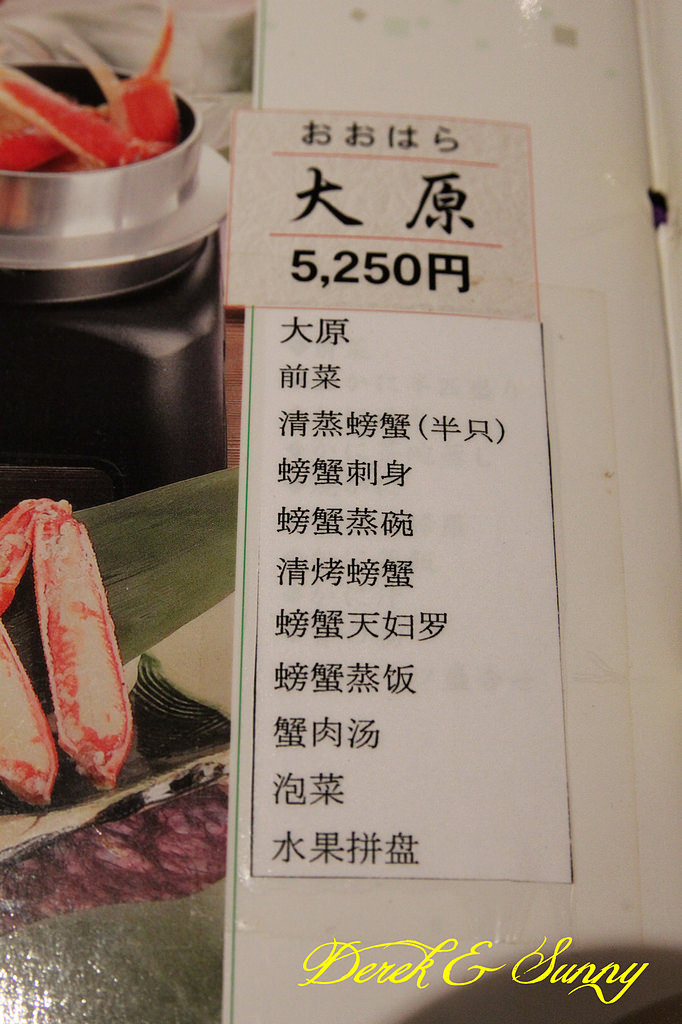 おおはら
大原
5,250円
大原
前菜
清蒸螃蟹(半只)
螃蟹刺身
螃蟹蒸碗
清烤螃蟹
螃蟹天妇罗
螃蟹蒸饭
蟹肉汤
泡菜
水果拼盘
Derek & Sunny